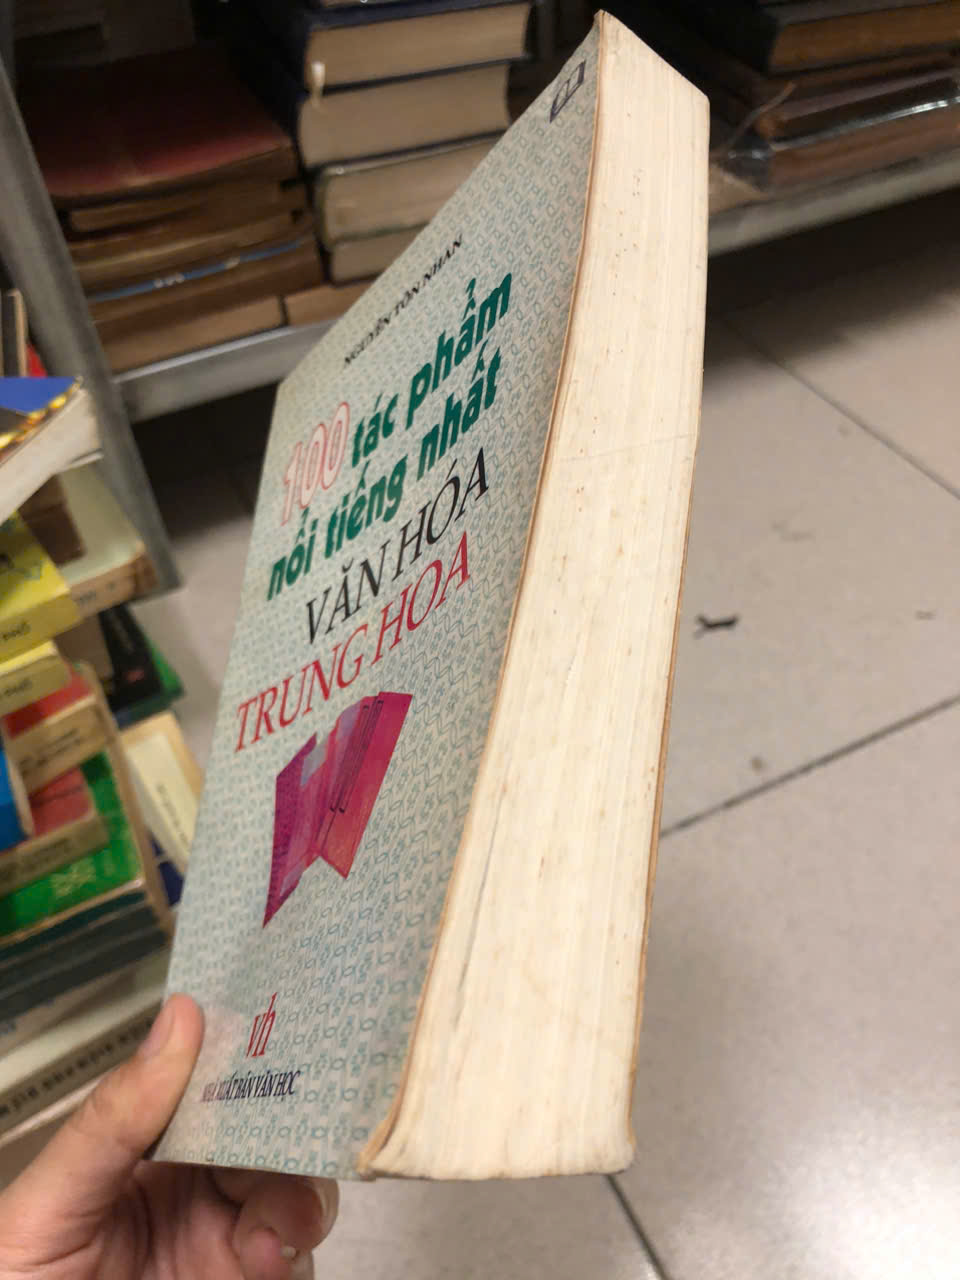 NGUYỄN TÔN NHAN
100 tác phẩm
nổi tiếng nhất
VĂN HÓA
TRUNG HOA
vh
NHÀ XUẤT BẢN VĂN HỌC